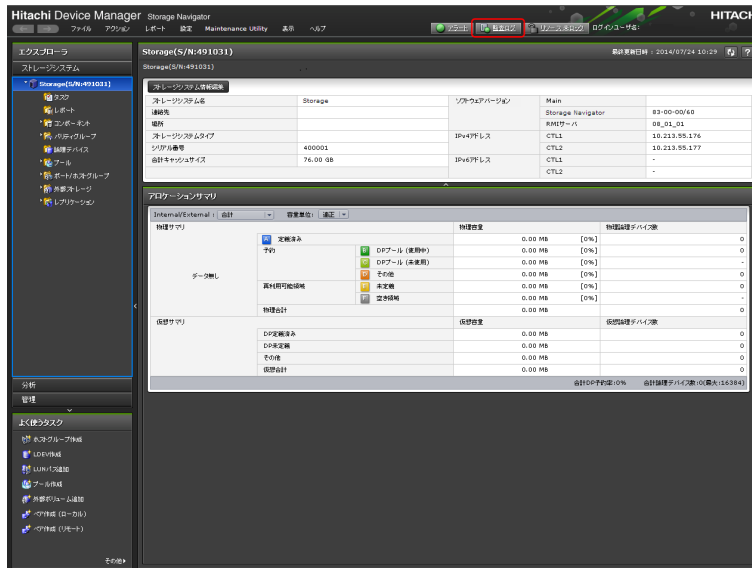 Hitachi Device Manager Storage Navigator
HITACHI
ファイル アクション レポート 設定 Maintenance Utility 表示 ヘルプ
アラート 監査ログ リソース未ロック ログインユーザ名:
エクスプローラ
ストレージシステム
Storage(S/N:491031)
タスク
レポート
コンポーネント
パリティグループ
論理デバイス
プール
ポート/ホストグループ
外部ストレージ
レプリケーション
分析
管理
よく使うタスク
ホストグループ作成
LDEV作成
LUNパス追加
プール作成
外部ボリューム追加
ペア作成 (ローカル)
ペア作成 (リモート)
その他
Storage(S/N:491031)
最終更新日時 : 2014/07/24 10:29
Storage(S/N:491031)
ストレージシステム情報編集
ストレージシステム名 Storage ソフトウェアバージョン Main
連絡先 Storage Navigator 83-00-00/60
場所 RMIサーバ 08_01_01
ストレージシステムタイプ IPv4アドレス CTL1 10.213.55.176
シリアル番号 400001 CTL2 10.213.55.177
合計キャッシュサイズ 76.00 GB IPv6アドレス CTL1 -
CTL2 -
アロケーションサマリ
Internal/External : 合計 容量単位: 適正
物理サマリ 物理容量 物理論理デバイス数
データ無し
定義済み 0.00 MB [0%] 0
予約 DPプール (使用中) 0.00 MB [0%] 0
DPプール (未使用) 0.00 MB [0%] -
その他 0.00 MB [0%] 0
再利用可能領域 未定義 0.00 MB [0%] 0
空き領域 0.00 MB [0%] -
物理合計 0.00 MB 0
仮想サマリ 仮想容量 仮想論理デバイス数
DP定義済み 0.00 MB 0
DP未定義 0.00 MB 0
その他 0.00 MB 0
仮想合計 0.00 MB 0
合計DP予約率:0% 合計論理デバイス数:0(最大:16384)